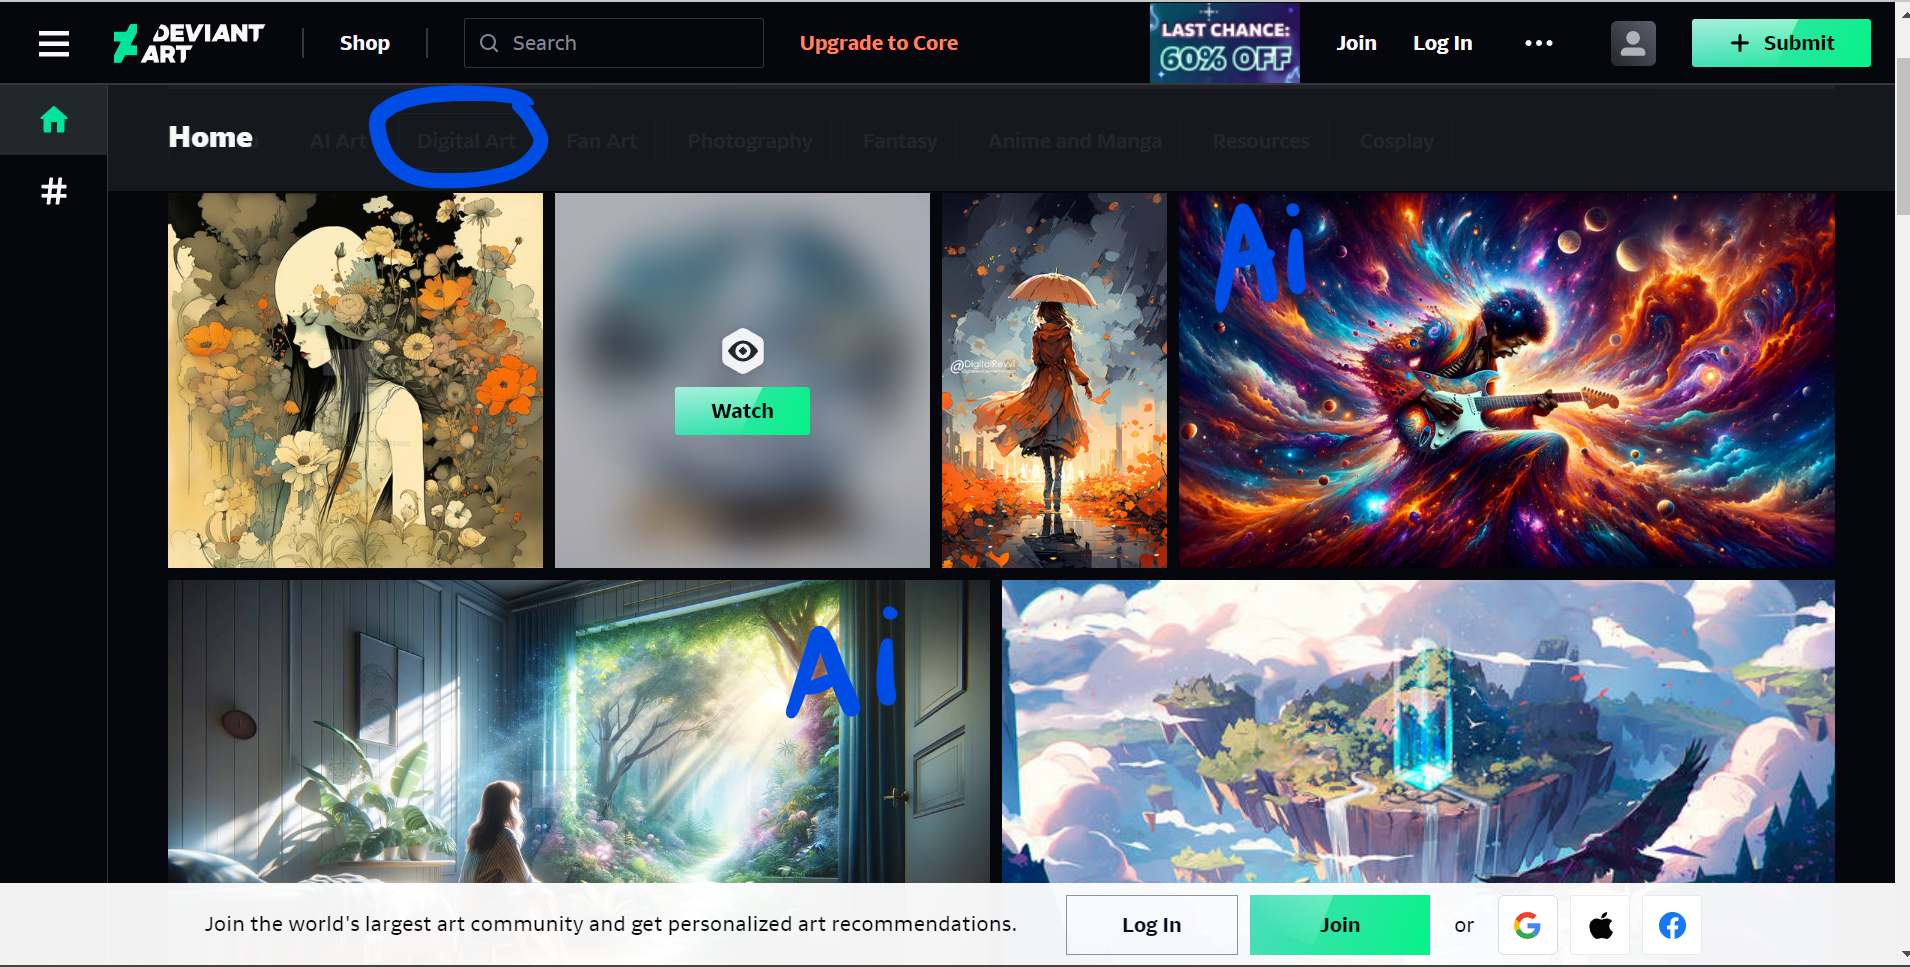 DEVIANT
ART
Shop
Search
Upgrade to Core
LAST CHANCE:
60% OFF
Join
Log In
Submit
Home
AI Art
Digital Art
Fan Art
Photography
Fantasy
Anime and Manga
Resources
Cosplay
Ai
@DigitalRevvi
Watch
Ai
Join the world's largest art community and get personalized art recommendations.
Log In
Join
or